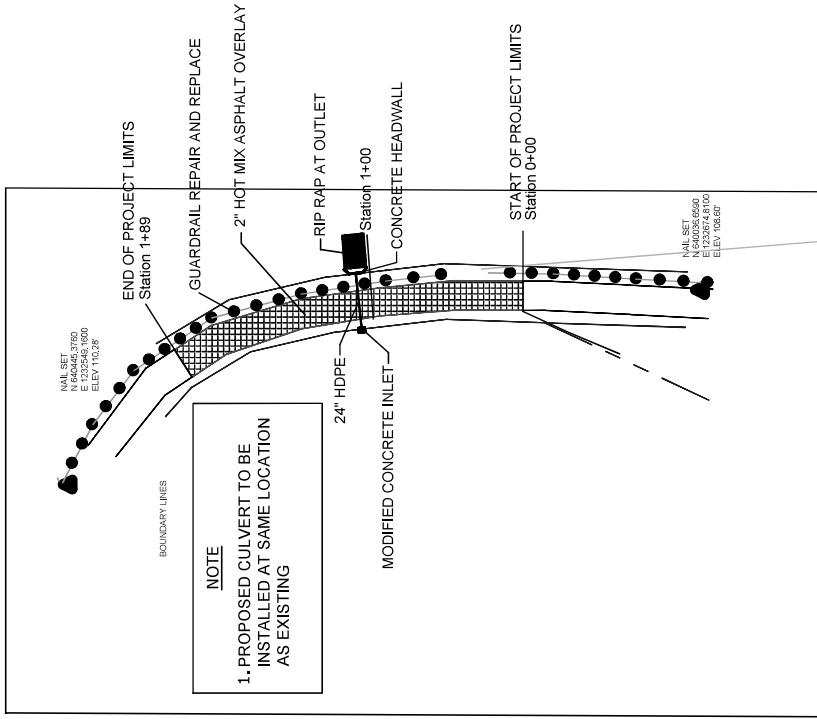 NAIL SET
N 640445.3760
E 1232549.1600
ELEV 110.28'
END OF PROJECT LIMITS
Station 1+89
GUARDRAIL REPAIR AND REPLACE
2" HOT MIX ASPHALT OVERLAY
RIP RAP AT OUTLET
Station 1+00
CONCRETE HEADWALL
START OF PROJECT LIMITS
Station 0+00
NAIL SET
N 640036.6590
E 1232674.8100
ELEV 108.60'
BOUNDARY LINES
24" HDPE
MODIFIED CONCRETE INLET
NOTE
1. PROPOSED CULVERT TO BE
INSTALLED AT SAME LOCATION
AS EXISTING